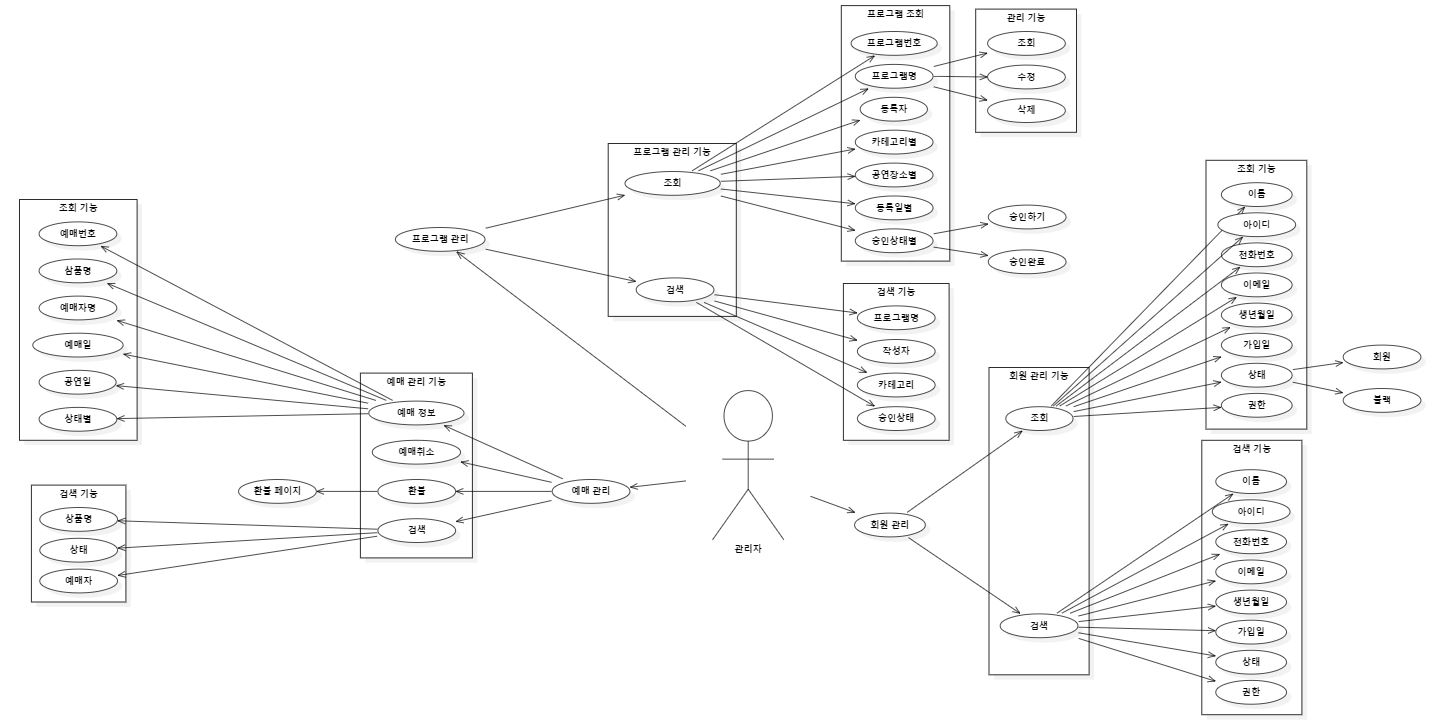 프로그램 조회
프로그램번호
프로그램명
등록자
카테고리별
공연장소별
등록일별
승인상태별
관리 기능
조회
수정
삭제
승인하기
승인완료
프로그램 관리 기능
조회
검색
프로그램 관리
검색 기능
프로그램명
작성자
카테고리
승인상태
조회 기능
예매번호
상품명
예매자명
예매일
공연일
상태별
검색 기능
상품명
상태
예매자
환불 페이지
예매 관리 기능
예매 정보
예매취소
환불
검색
예매 관리
관리자
회원 관리
회원 관리 기능
조회
검색
조회 기능
이름
아이디
전화번호
이메일
생년월일
가입일
상태
권한
회원
블랙
검색 기능
이름
아이디
전화번호
이메일
생년월일
가입일
상태
권한